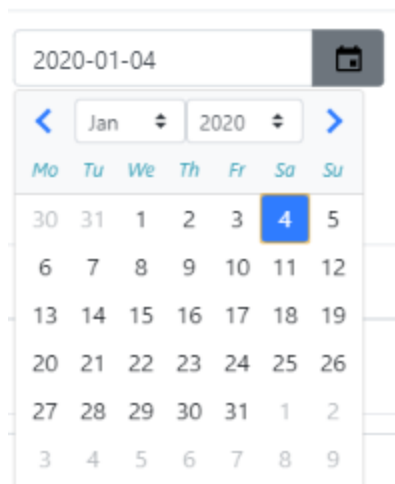 2020-01-04
Jan 2020
Mo Tu We Th Fr Sa Su
30 31 1 2 3 4 5
6 7 8 9 10 11 12
13 14 15 16 17 18 19
20 21 22 23 24 25 26
27 28 29 30 31 1 2
3 4 5 6 7 8 9